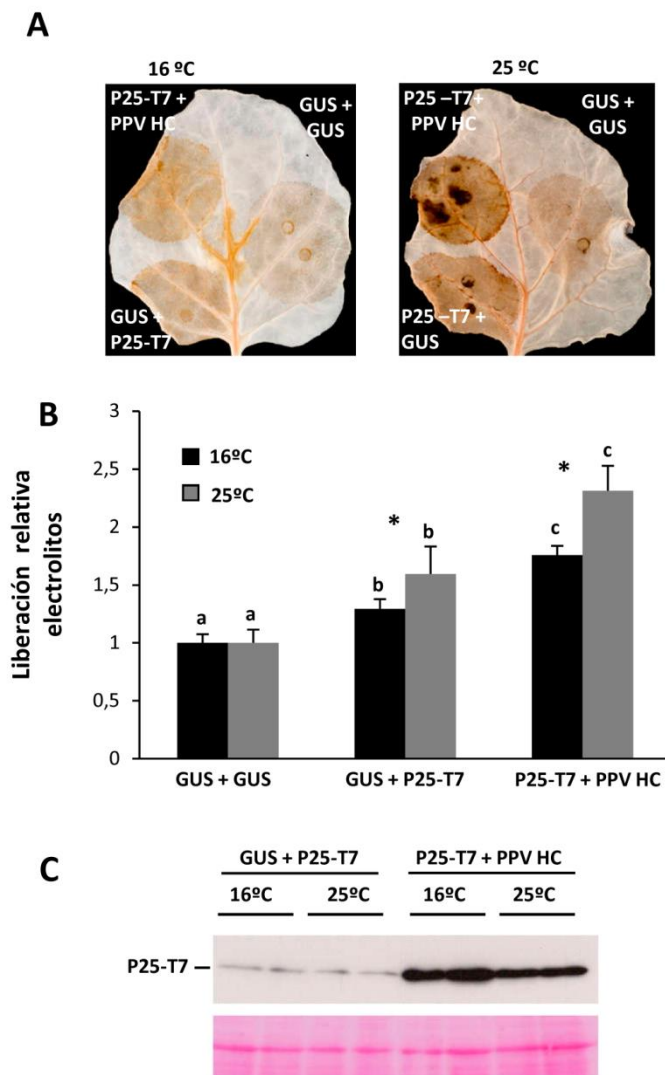 A
16 ºC
25 ºC
P25-T7 +
PPV HC
GUS +
GUS
GUS +
P25-T7
P25 –T7+
PPV HC
GUS +
GUS
P25 –T7 +
GUS
B
Liberación relativa
electrolitos
3
2,5
2
1,5
1
0,5
0
16ºC
25ºC
a
a
*
b
b
*
c
c
GUS + GUS
GUS + P25-T7
P25-T7 + PPV HC
C
GUS + P25-T7
P25-T7 + PPV HC
16ºC
25ºC
16ºC
25ºC
P25-T7